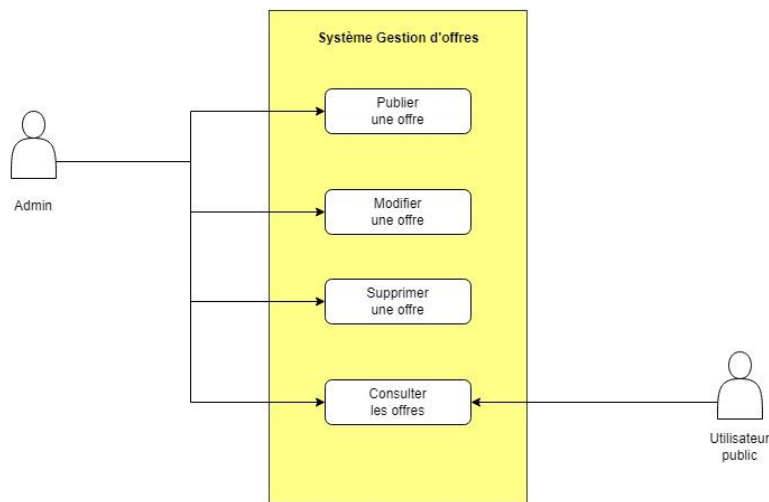 Système Gestion d'offres
Publier
une offre
Admin
Modifier
une offre
Supprimer
une offre
Consulter
les offres
Utilisateur
public